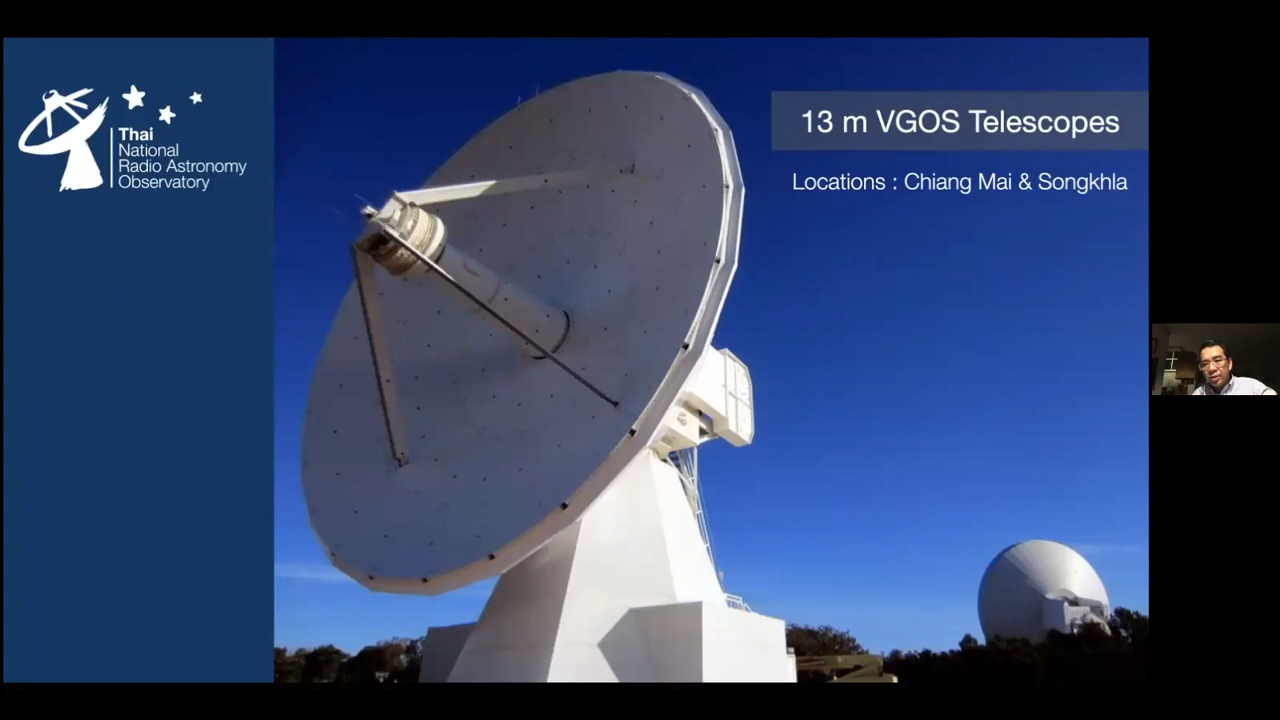 Thai
National
Radio Astronomy
Observatory
13 m VGOS Telescopes
Locations : Chiang Mai & Songkhla